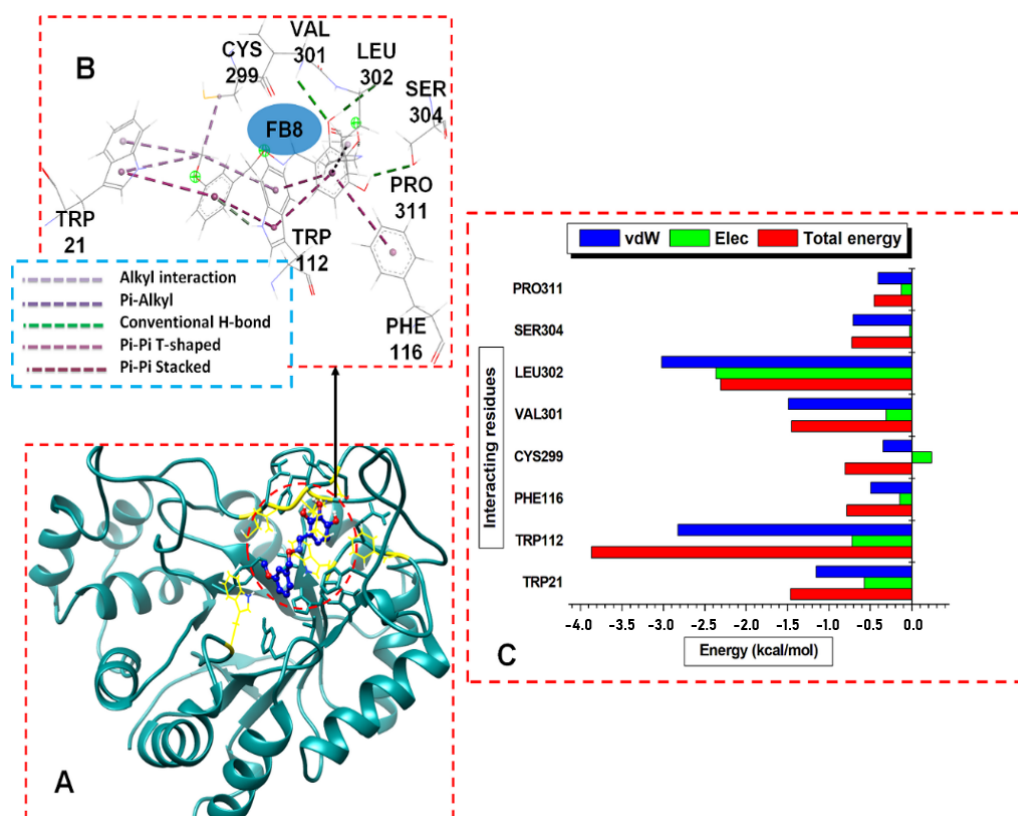 B
CYS
299
VAL
301
LEU
302
SER
304
FB8
TRP
21
TRP
112
PRO
311
PHE
116
Alkyl interaction
Pi-Alkyl
Conventional H-bond
Pi-Pi T-shaped
Pi-Pi Stacked
A
vdW Elec Total energy
Interacting residues
PRO311
SER304
LEU302
VAL301
CYS299
PHE116
TRP112
TRP21
-4.0 -3.5 -3.0 -2.5 -2.0 -1.5 -1.0 -0.5 0.0
Energy (kcal/mol)
C